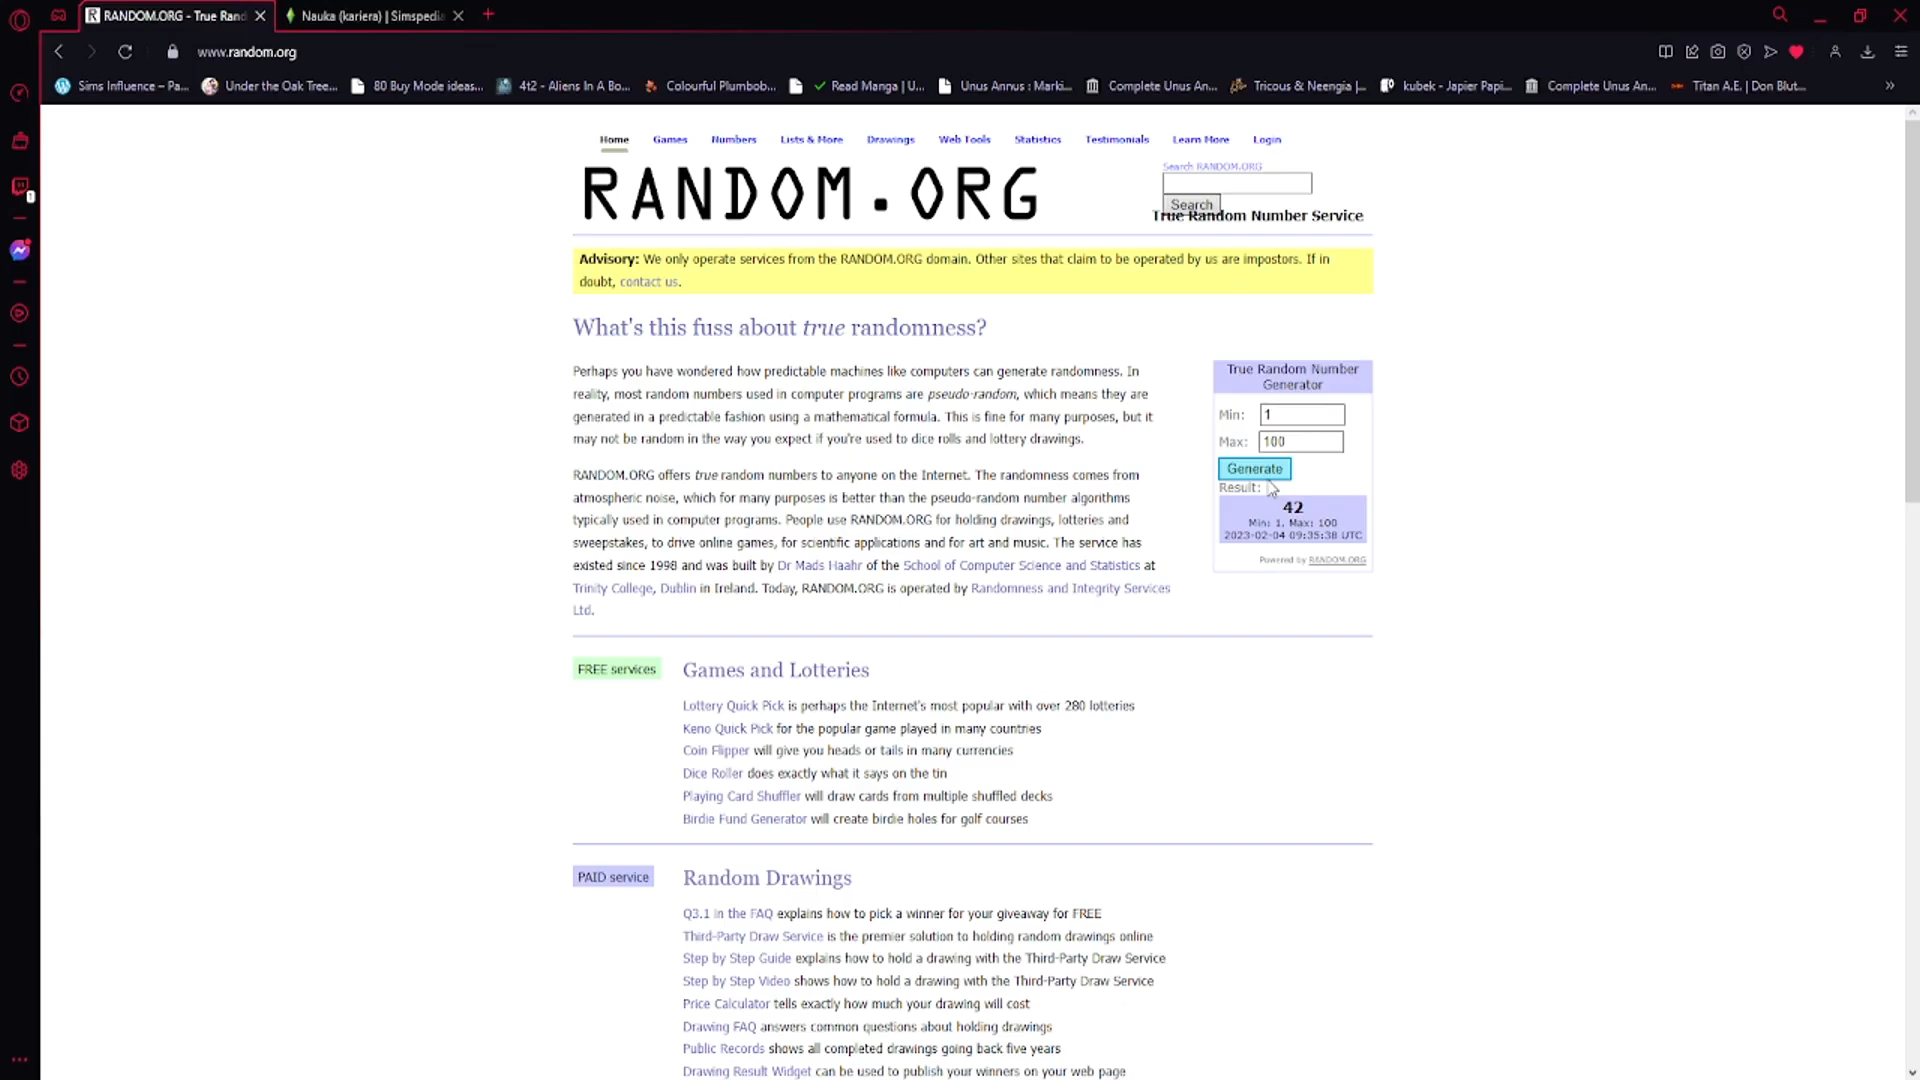 RANDOM.ORG - True Rand
Nauka (kariera) | Simspedia
www.random.org
Sims Influence – Pa...
Under the Oak Tree...
80 Buy Mode ideas...
4t2 - Aliens In A Bo...
Colourful Plumbob...
Read Manga | U...
Unus Annus : Marki...
Complete Unus An...
Tricous & Neengia |...
kubek - Japier Papi...
Complete Unus An...
Titan A.E. | Don Blut...
1
Home
Games
Numbers
Lists & More
Drawings
Web Tools
Statistics
Testimonials
Learn More
Login
RANDOM.ORG
Search RANDOM.ORG
Search
True Random Number Service
Advisory: We only operate services from the RANDOM.ORG domain. Other sites that claim to be operated by us are impostors. If in
doubt, contact us.
What's this fuss about true randomness?
Perhaps you have wondered how predictable machines like computers can generate randomness. In
reality, most random numbers used in computer programs are pseudo-random, which means they are
generated in a predictable fashion using a mathematical formula. This is fine for many purposes, but it
may not be random in the way you expect if you're used to dice rolls and lottery drawings.
RANDOM.ORG offers true random numbers to anyone on the Internet. The randomness comes from
atmospheric noise, which for many purposes is better than the pseudo-random number algorithms
typically used in computer programs. People use RANDOM.ORG for holding drawings, lotteries and
sweepstakes, to drive online games, for scientific applications and for art and music. The service has
existed since 1998 and was built by Dr Mads Haahr of the School of Computer Science and Statistics at
Trinity College, Dublin in Ireland. Today, RANDOM.ORG is operated by Randomness and Integrity Services
Ltd.
True Random Number
Generator
Min: 1
Max: 100
Generate
Result:
42
Min: 1, Max: 100
2023-02-04 09:35:38 UTC
Powered by RANDOM.ORG
FREE services
Games and Lotteries
Lottery Quick Pick is perhaps the Internet's most popular with over 280 lotteries
Keno Quick Pick for the popular game played in many countries
Coin Flipper will give you heads or tails in many currencies
Dice Roller does exactly what it says on the tin
Playing Card Shuffler will draw cards from multiple shuffled decks
Birdie Fund Generator will create birdie holes for golf courses
PAID service
Random Drawings
Q3.1 in the FAQ explains how to pick a winner for your giveaway for FREE
Third-Party Draw Service is the premier solution to holding random drawings online
Step by Step Guide explains how to hold a drawing with the Third-Party Draw Service
Step by Step Video shows how to hold a drawing with the Third-Party Draw Service
Price Calculator tells exactly how much your drawing will cost
Drawing FAQ answers common questions about holding drawings
Public Records shows all completed drawings going back five years
Drawing Result Widget can be used to publish your winners on your web page